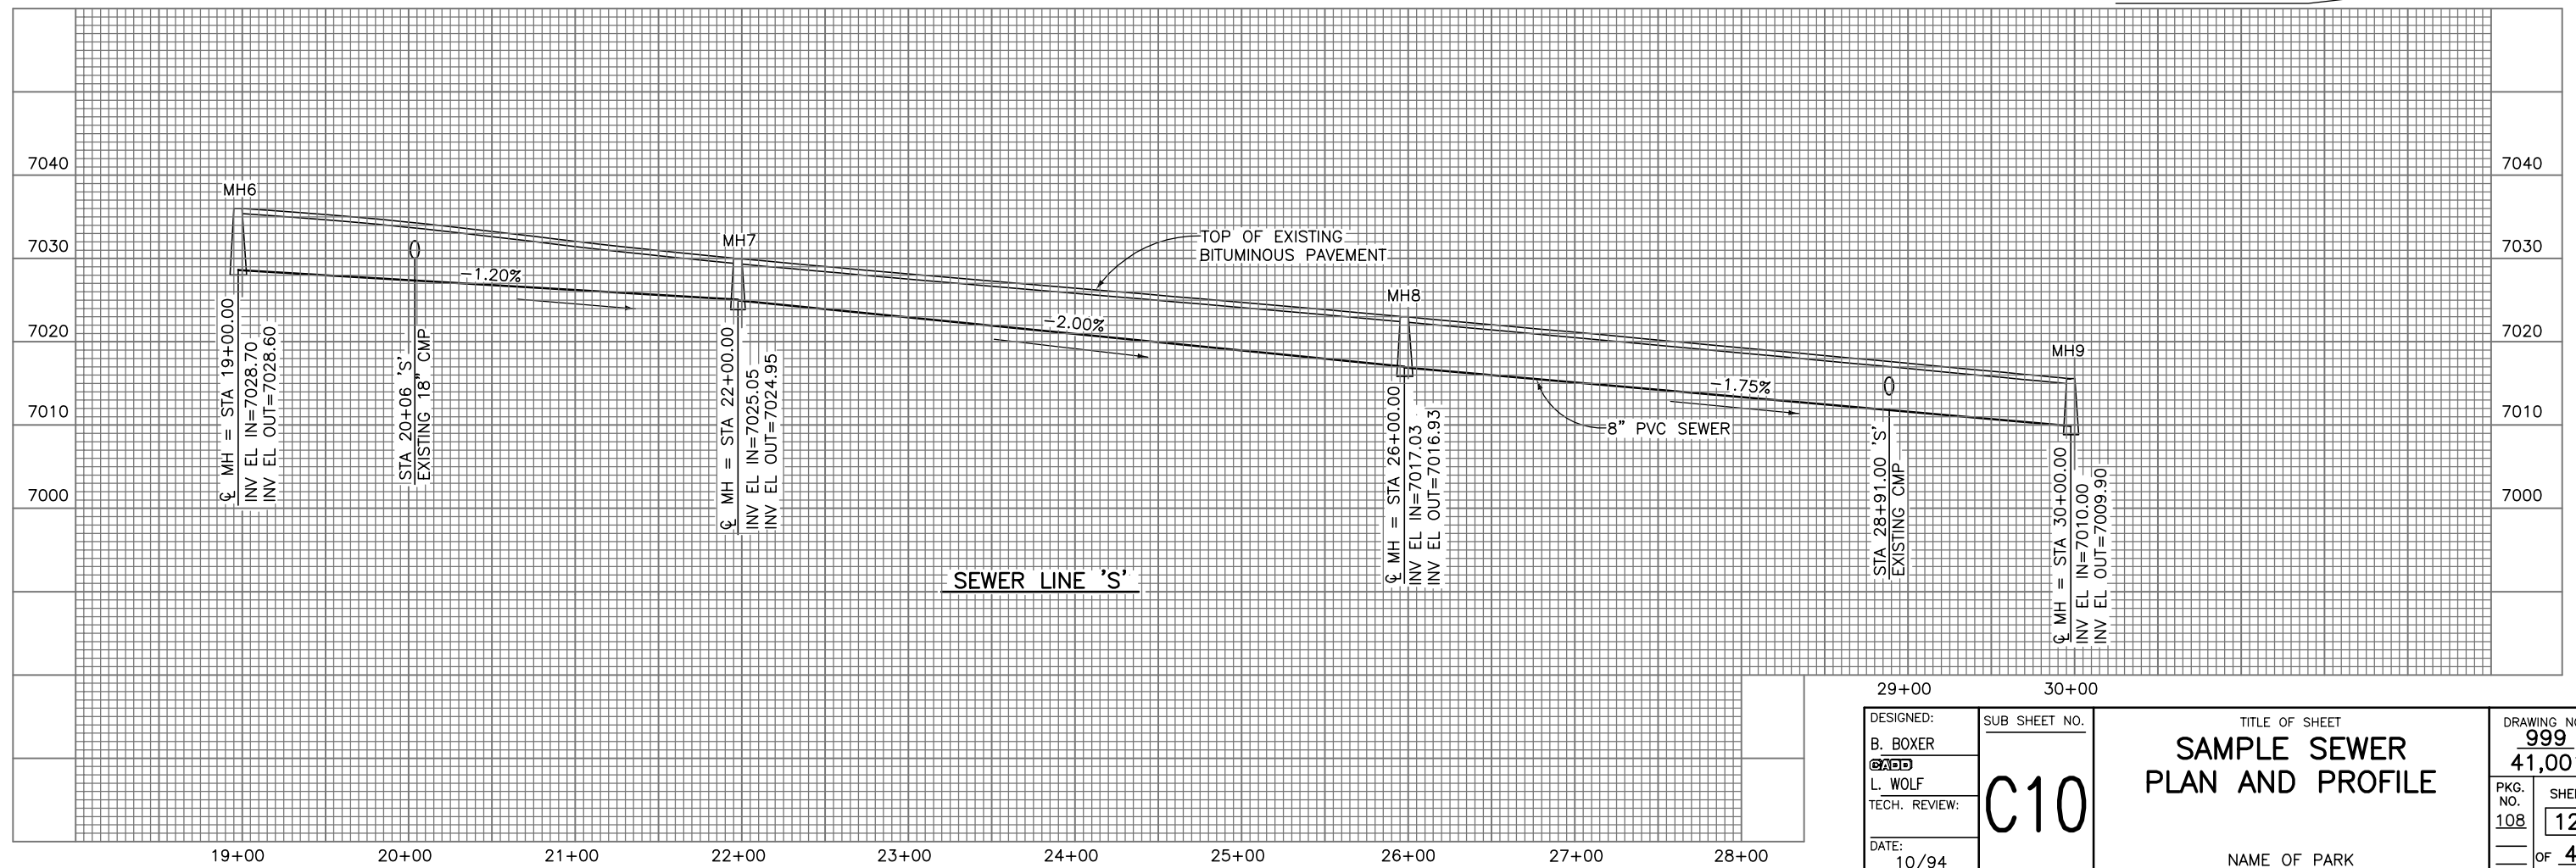 7040
7030
7020
7010
7000
7040
7030
7020
7010
7000
MH6
℄ MH = STA 19+00.00
INV EL IN=7028.70
INV EL OUT=7028.60
STA 20+06 'S'
EXISTING 18" CMP
-1.20%
MH7
℄ MH = STA 22+00.00
INV EL IN=7025.05
INV EL OUT=7024.95
-2.00%
TOP OF EXISTING
BITUMINOUS PAVEMENT
MH8
℄ MH = STA 26+00.00
INV EL IN=7017.03
INV EL OUT=7016.93
8" PVC SEWER
-1.75%
STA 28+91.00 'S'
EXISTING CMP
MH9
℄ MH = STA 30+00.00
INV EL IN=7010.00
INV EL OUT=7009.90
SEWER LINE 'S'
19+00
20+00
21+00
22+00
23+00
24+00
25+00
26+00
27+00
28+00
29+00
30+00
DESIGNED:
B. BOXER
CADD
L. WOLF
TECH. REVIEW:
DATE:
10/94
SUB SHEET NO.
C10
TITLE OF SHEET
SAMPLE SEWER
PLAN AND PROFILE
NAME OF PARK
DRAWING
999
41,00
PKG.
NO.
108
12
OF 4